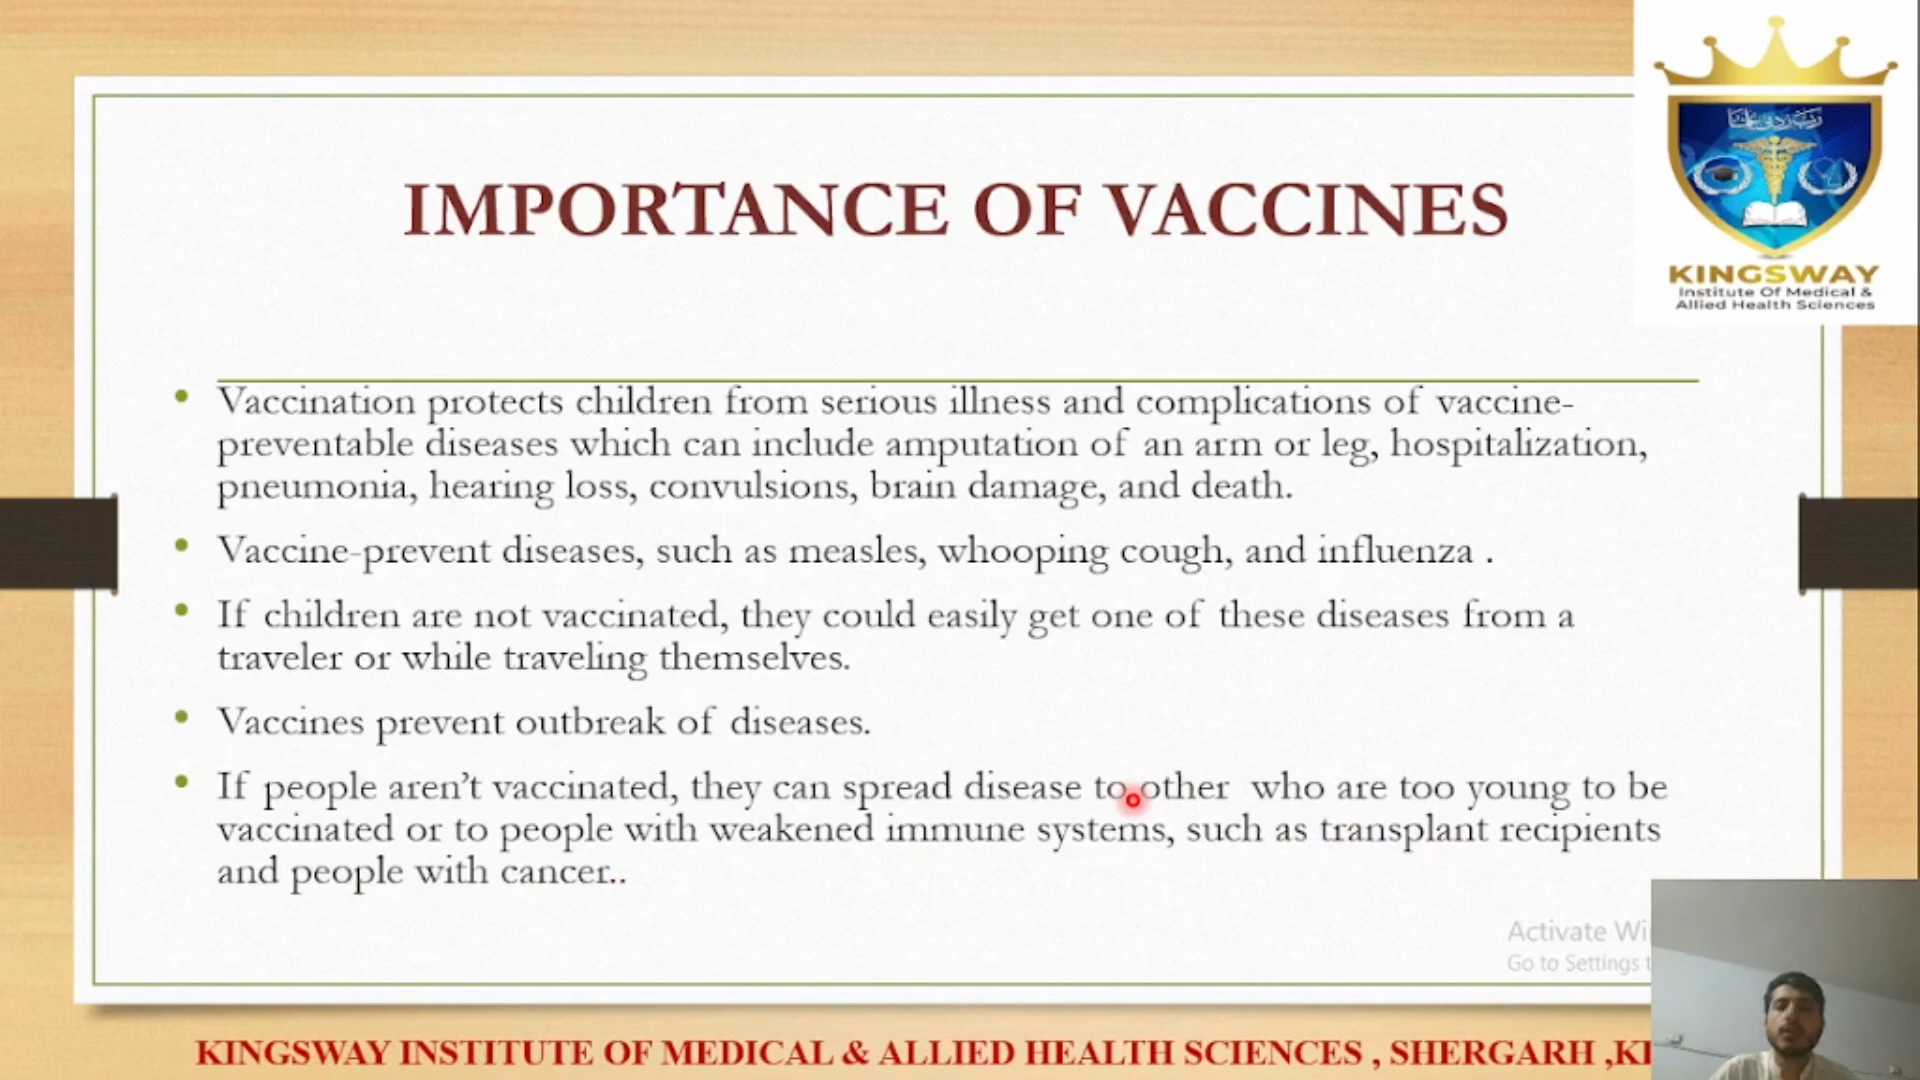 IMPORTANCE OF VACCINES
KINGSWAY
Institute Of Medical &
Allied Health Sciences
• Vaccination protects children from serious illness and complications of vaccine-
preventable diseases which can include amputation of an arm or leg, hospitalization,
pneumonia, hearing loss, convulsions, brain damage, and death.
• Vaccine-prevent diseases, such as measles, whooping cough, and influenza .
• If children are not vaccinated, they could easily get one of these diseases from a
traveler or while traveling themselves.
• Vaccines prevent outbreak of diseases.
• If people aren’t vaccinated, they can spread disease to other who are too young to be
vaccinated or to people with weakened immune systems, such as transplant recipients
and people with cancer..
Activate
Go to Settings
KINGSWAY INSTITUTE OF MEDICAL & ALLIED HEALTH SCIENCES , SHERGARH ,